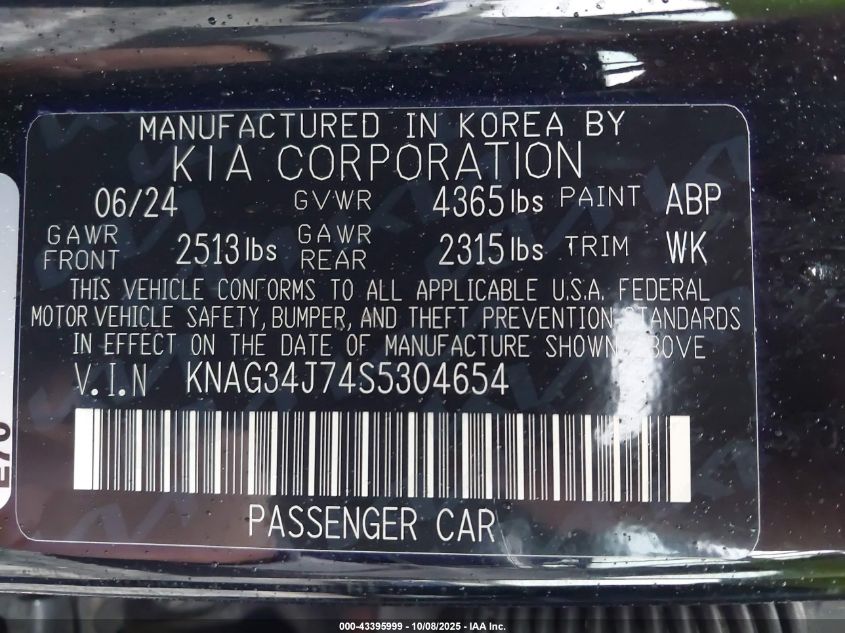 MANUFACTURED IN KOREA BY
KIA CORPORATION
06/24 GVWR 4365 lbs PAINT ABP
GAWR FRONT 2513 lbs GAWR REAR 2315 lbs TRIM WK
THIS VEHICLE CONFORMS TO ALL APPLICABLE U.S.A. FEDERAL
MOTOR VEHICLE SAFETY, BUMPER, AND THEFT PREVENTION STANDARDS
IN EFFECT ON THE DATE OF MANUFACTURE SHOWN ABOVE
V.I.N KNAG34J74S5304654
PASSENGER CAR
000-43395999 - 10/08/2025 - IAA Inc.